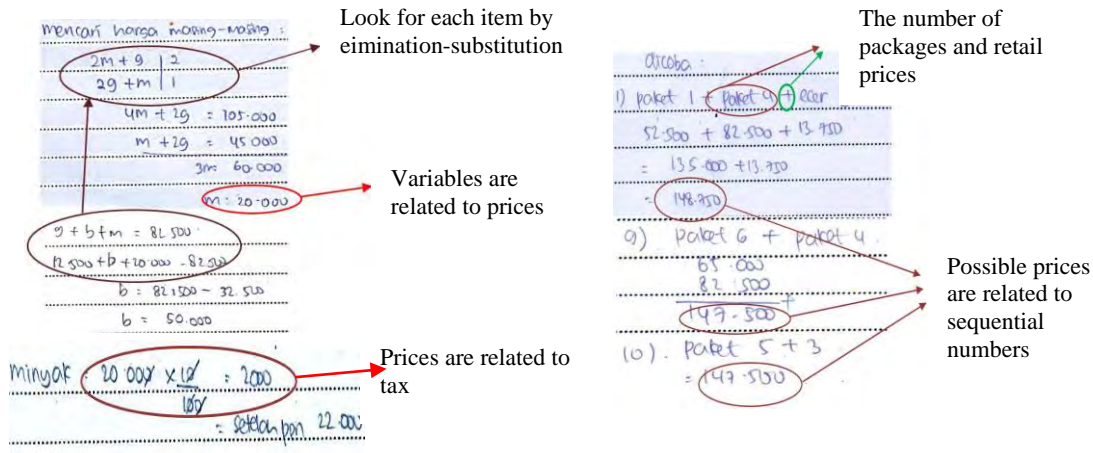 mencari harga masing-masing :
2m + g | 2
2g + m | 1
4m + 2g = 105.000
m + 2g = 45.000
3m = 60.000
m = 20.000
g + b + m = 82.500
12.500 + b + 20.000 = 82.500
b = 82.500 - 32.500
b = 50.000
minyak : 20.000 x 10 = 2000
100
= setelah ppn 22.000
Look for each item by
eimination-substitution
Variables are
related to prices
Prices are related to
tax
dicoba :
1) paket 1 + paket 4 + ecer
52.500 + 82.500 + 13.750
= 135.000 + 13.750
= 148.750
9) Paket 6 + paket 4
65.000
82.500
+
147.500
10). Paket 5 + 3
= 147.500
The number of
packages and retail
prices
Possible prices
are related to
sequential
numbers